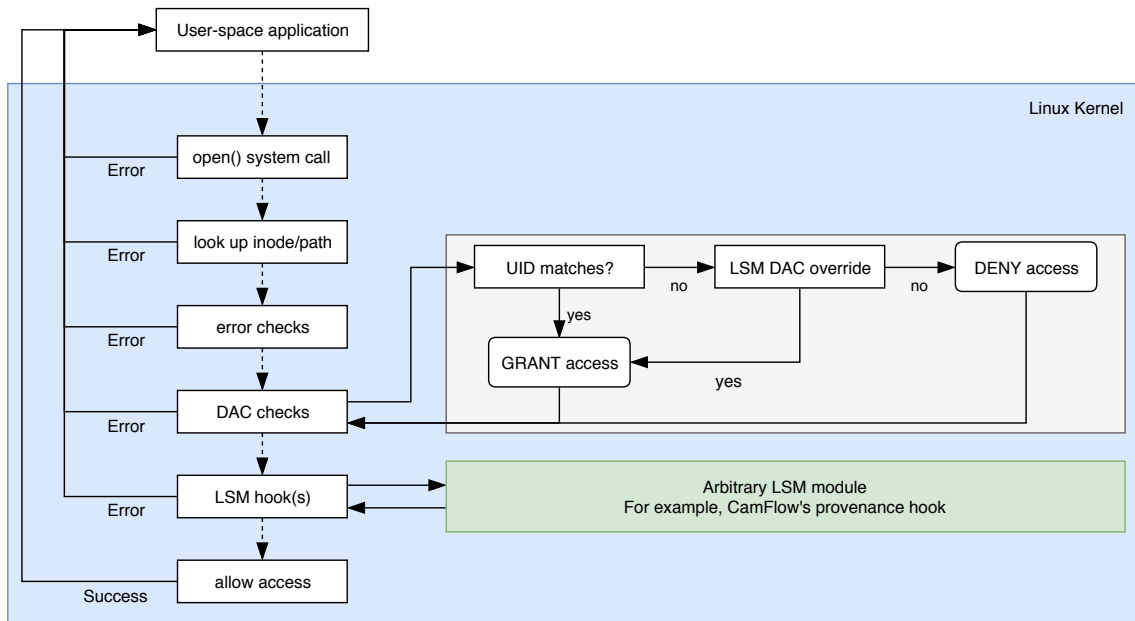 User-space application
Linux Kernel
open() system call
Error
look up inode/path
Error
UID matches?
no
LSM DAC override
no
DENY access
yes
error checks
Error
GRANT access
yes
DAC checks
Error
LSM hook(s)
Error
Arbitrary LSM module
For example, CamFlow's provenance hook
allow access
Success